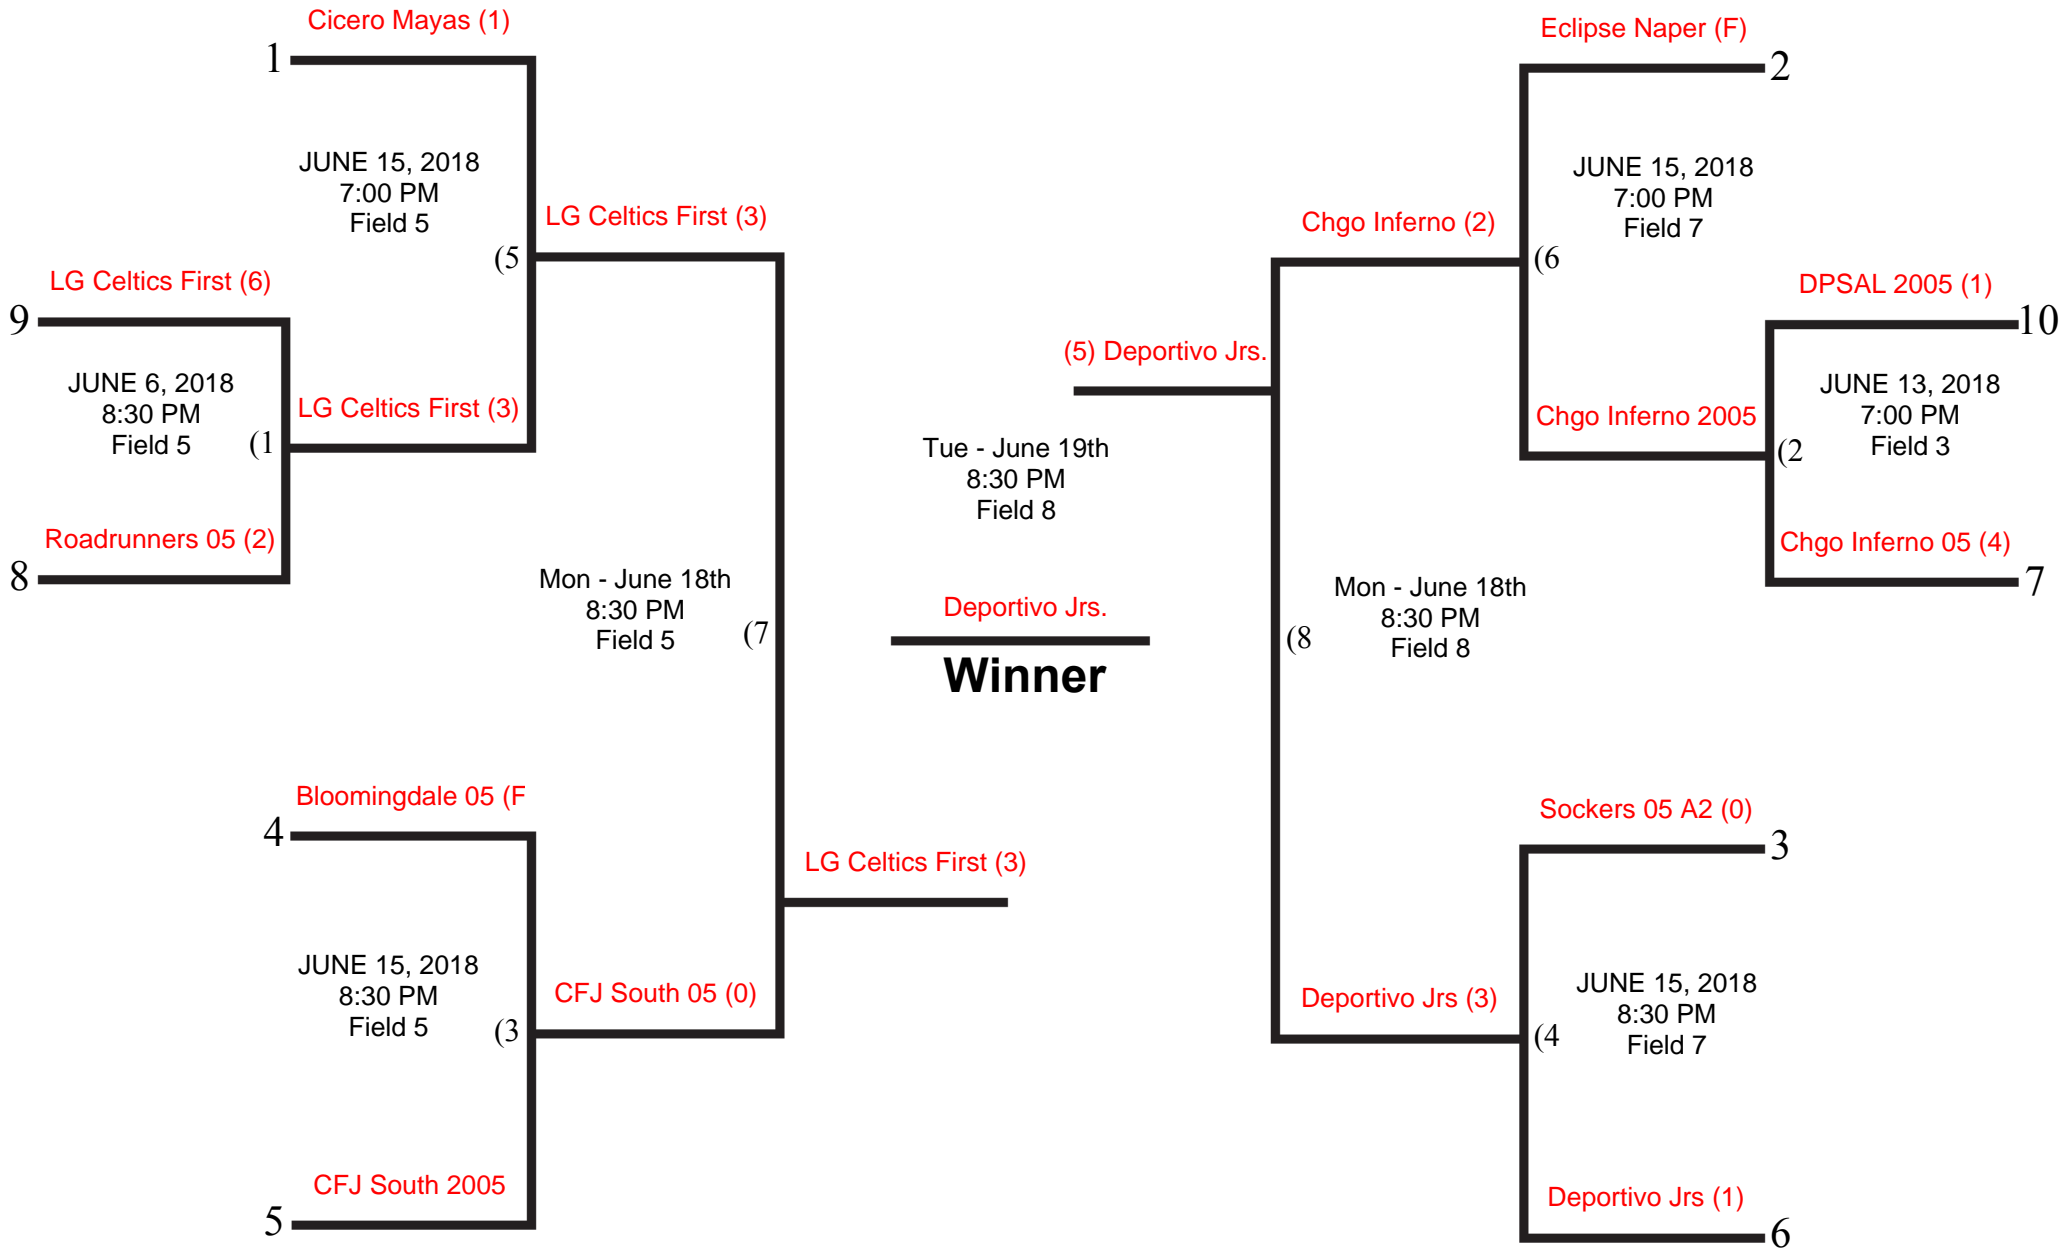 Cicero Mayas (1)
1
JUNE 15, 2018
7:00 PM
Field 5
(5
LG Celtics First (3)
LG Celtics First (6)
9
JUNE 6, 2018
8:30 PM
Field 5
(1
LG Celtics First (3)
Roadrunners 05 (2)
8
Mon - June 18th
8:30 PM
Field 5
(7
Bloomingdale 05 (F
4
JUNE 15, 2018
8:30 PM
Field 5
(3
CFJ South 05 (0)
CFJ South 2005
5
LG Celtics First (3)
(5) Deportivo Jrs.
Tue - June 19th
8:30 PM
Field 8
Deportivo Jrs.
Winner
Eclipse Naper (F)
2
JUNE 15, 2018
7:00 PM
Field 7
(6
Chgo Inferno (2)
DPSAL 2005 (1)
10
JUNE 13, 2018
7:00 PM
Field 3
(2
Chgo Inferno 2005
Chgo Inferno 05 (4)
7
Mon - June 18th
8:30 PM
Field 8
(8
Sockers 05 A2 (0)
3
JUNE 15, 2018
8:30 PM
Field 7
(4
Deportivo Jrs (3)
Deportivo Jrs (1)
6